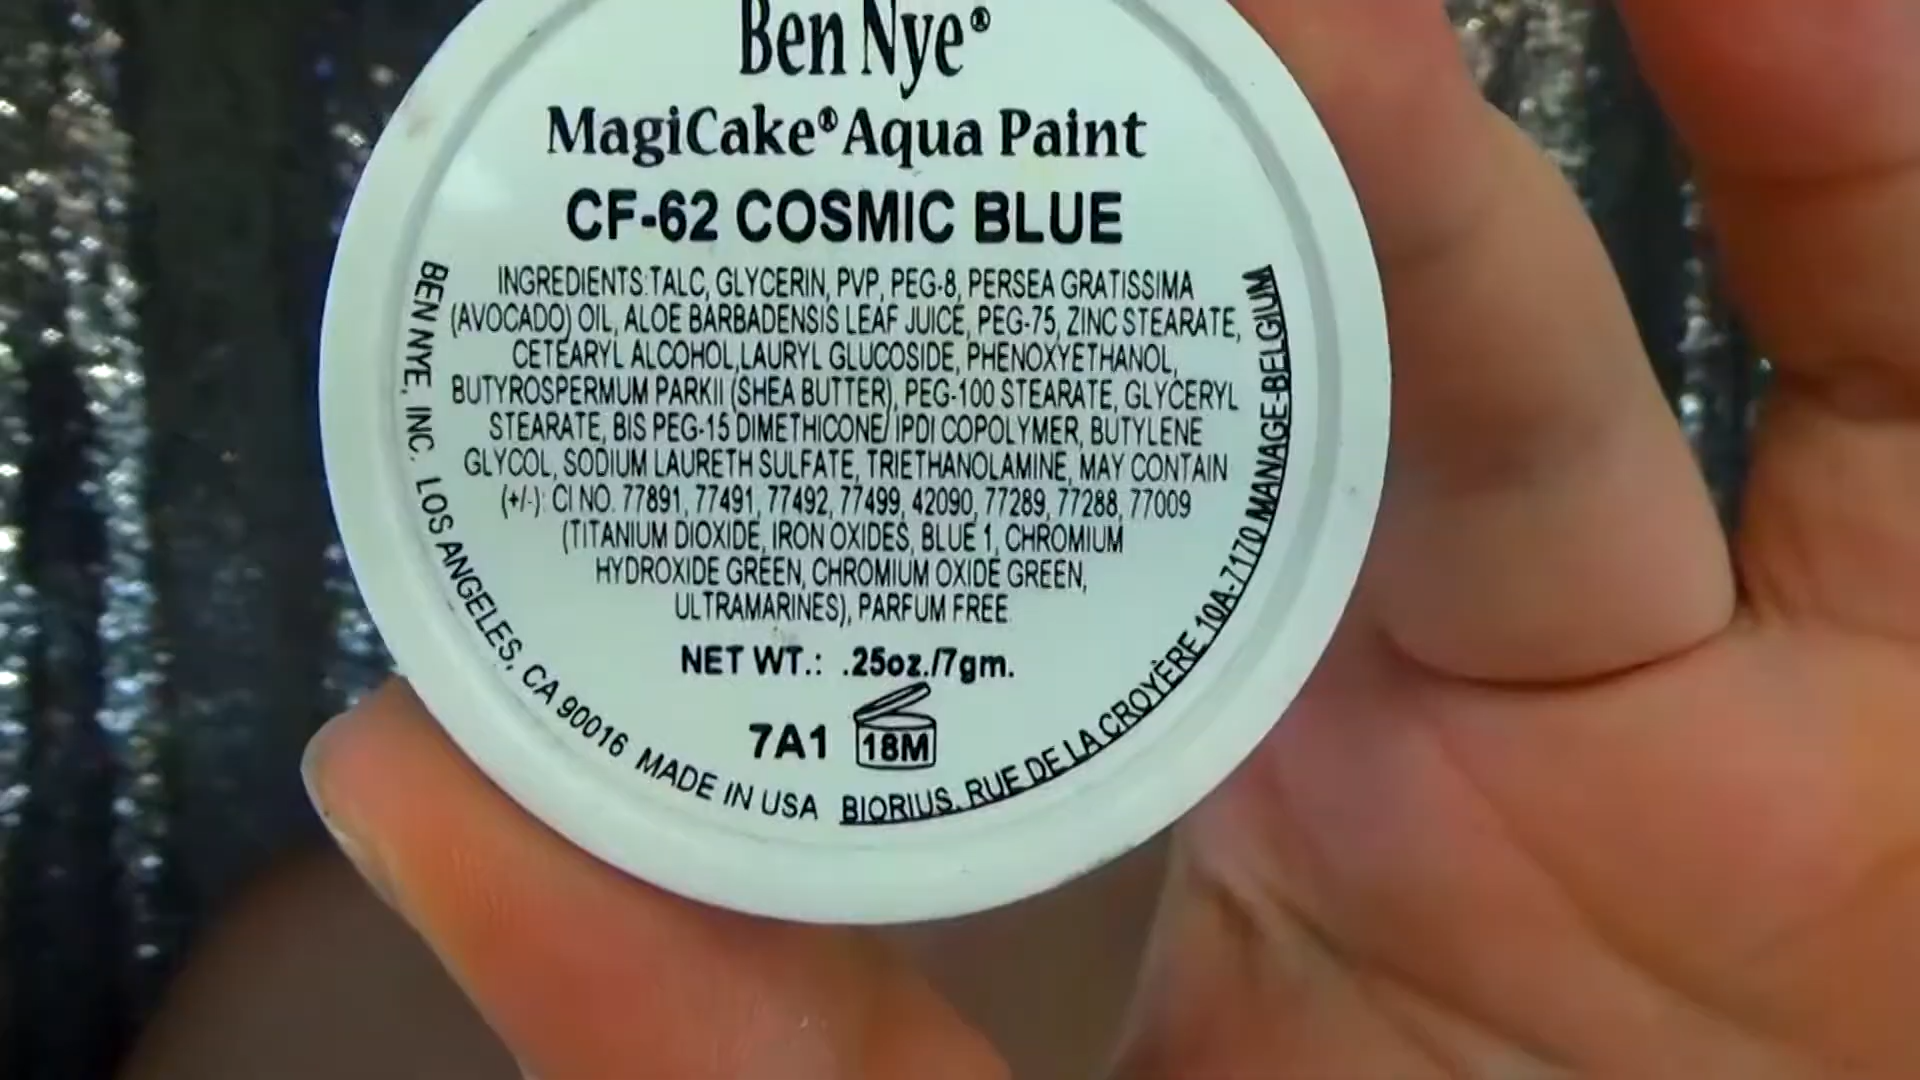 Ben Nye®
MagiCake® Aqua Paint
CF-62 COSMIC BLUE
INGREDIENTS: TALC, GLYCERIN, PVP, PEG-8, PERSEA GRATISSIMA
(AVOCADO) OIL, ALOE BARBADENSIS LEAF JUICE, PEG-75, ZINC STEARATE,
CETEARYL ALCOHOL, LAURYL GLUCOSIDE, PHENOXYETHANOL,
BUTYROSPERMUM PARKII (SHEA BUTTER), PEG-100 STEARATE, GLYCERYL
STEARATE, BIS PEG-15 DIMETHICONE/ IPDI COPOLYMER, BUTYLENE
GLYCOL, SODIUM LAURETH SULFATE, TRIETHANOLAMINE, MAY CONTAIN
(+/-): CI NO. 77891, 77491, 77492, 77499, 42090, 77289, 77288, 77009
(TITANIUM DIOXIDE, IRON OXIDES, BLUE 1, CHROMIUM
HYDROXIDE GREEN, CHROMIUM OXIDE GREEN,
ULTRAMARINES), PARFUM FREE
NET WT.: .25oz./7gm.
7A1 18M
BEN NYE, INC. LOS ANGELES, CA 90016 MADE IN USA
BIORIUS, RUE DE LA CROYÈRE 10A-7170 MANAGE-BELGIUM